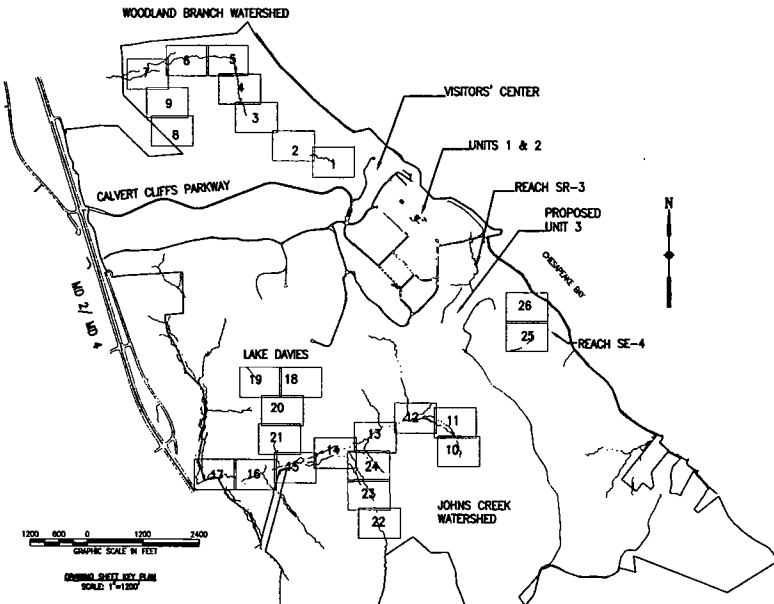 WOODLAND BRANCH WATERSHED
7
6
5
4
9
3
8
2
VISITORS' CENTER
UNITS 1 & 2
CALVERT CLIFFS PARKWAY
REACH SR-3
PROPOSED
UNIT 3
N
CHESAPEAKE BAY
MD 2/ MD 4
26
25
REACH SE-4
LAKE DAVIES
19
18
20
21
12
11
13
10
14
24
17
16
15
23
22
JOHNS CREEK
WATERSHED
1200 600 0 1200 2400
GRAPHIC SCALE IN FEET
DRAWING SHEET KEY PLAN
SCALE: 1"=1200'